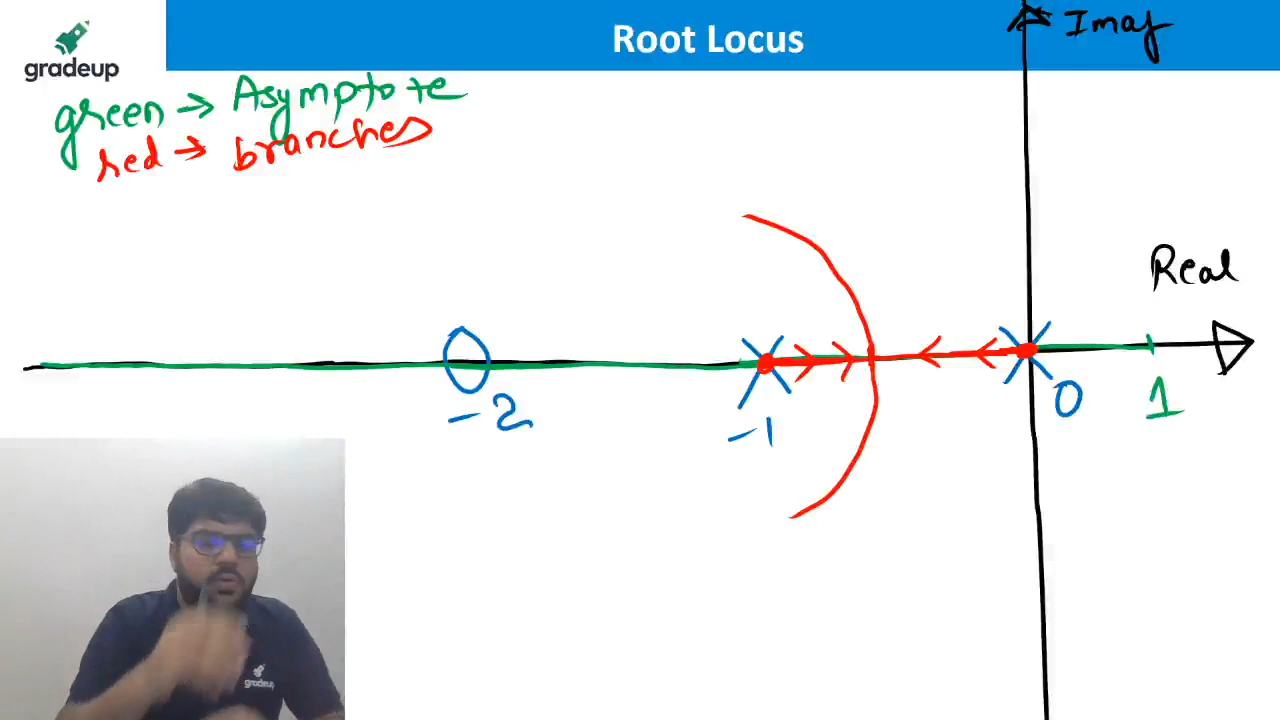 Root Locus
gradeup
Imag
green → Asymptote
red → branches
Real
-2
-1
0
1
gradeup